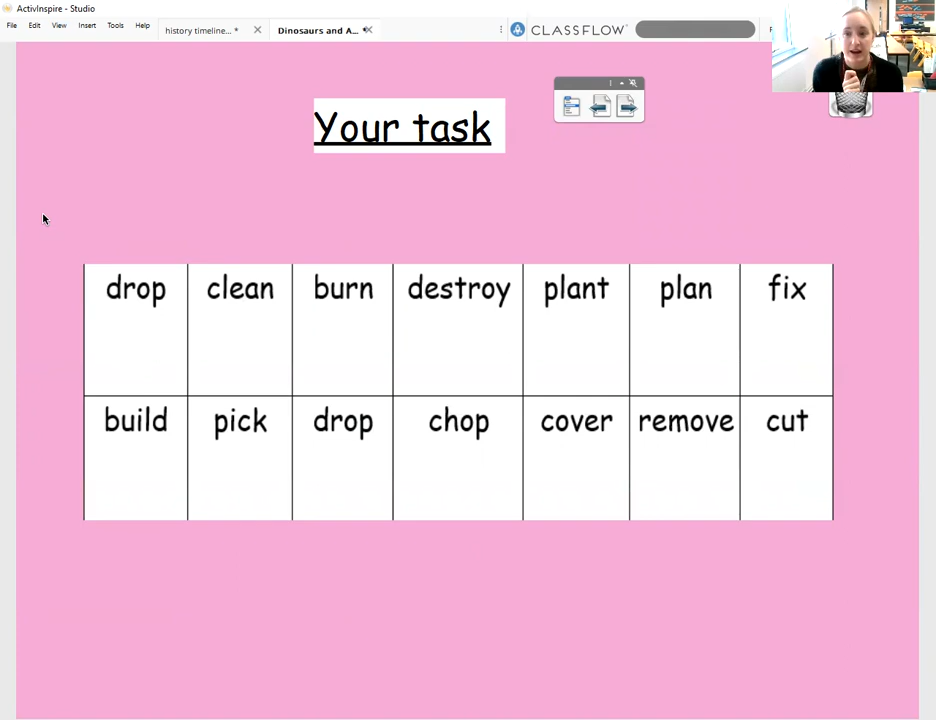 ActivInspire - Studio
File Edit View Insert Tools Help
history timeline... *
Dinosaurs and A...
CLASSFLOW
Your task
drop clean burn destroy plant plan fix
build pick drop chop cover remove cut